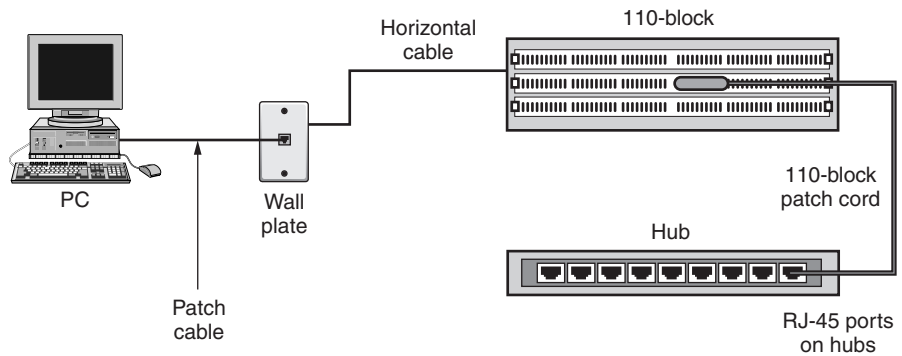 110-block
Horizontal
cable
PC
Wall
plate
110-block
patch cord
Hub
Patch
cable
RJ-45 ports
on hubs